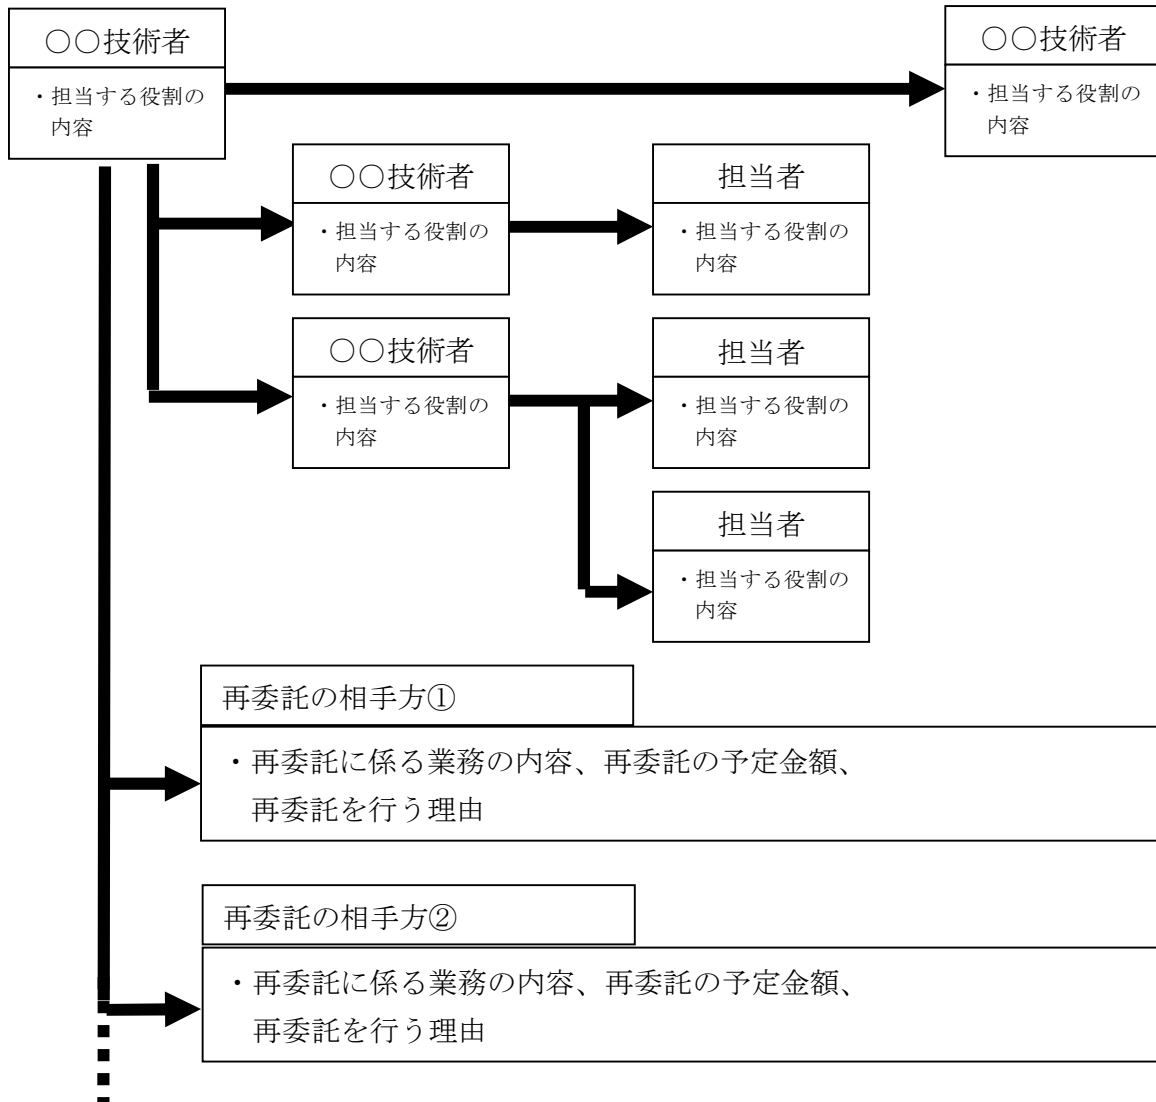 ○○技術者
・担当する役割の
内容
○○技術者
・担当する役割の
内容
○○技術者
・担当する役割の
内容
担当者
・担当する役割の
内容
○○技術者
・担当する役割の
内容
担当者
・担当する役割の
内容
担当者
・担当する役割の
内容
再委託の相手方①
・再委託に係る業務の内容、再委託の予定金額、
再委託を行う理由
再委託の相手方②
・再委託に係る業務の内容、再委託の予定金額、
再委託を行う理由